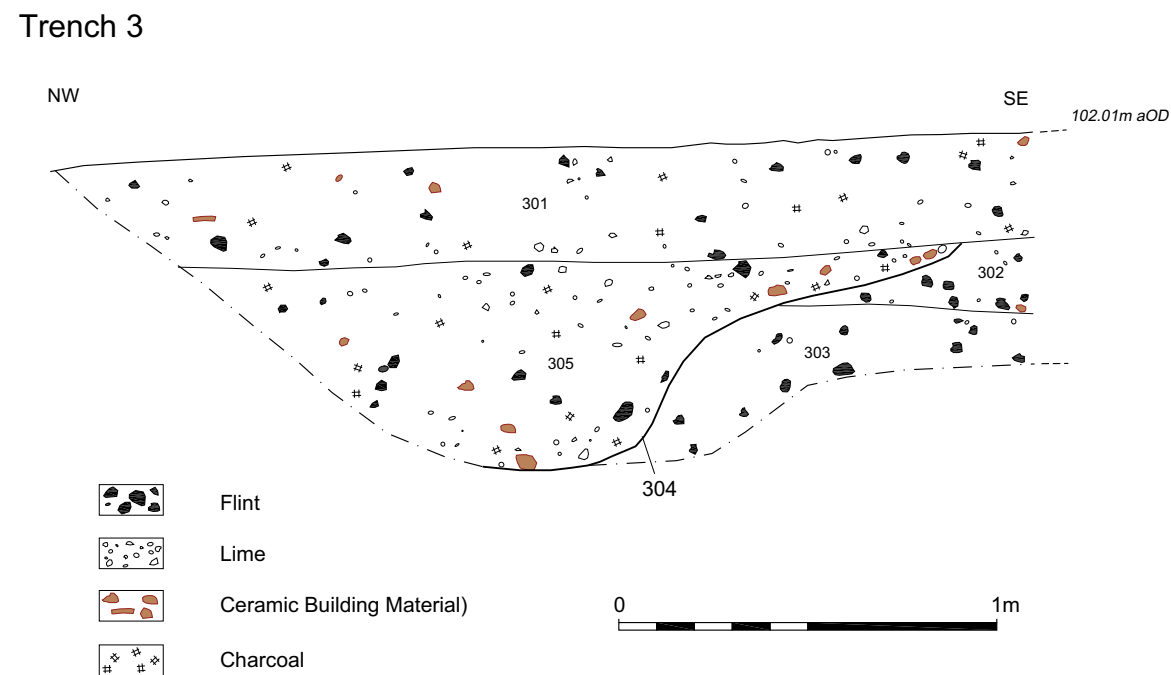 Trench 3
NW
SE
102.01m aOD
301
302
303
305
304
Flint
Lime
Ceramic Building Material)
Charcoal
0
1m